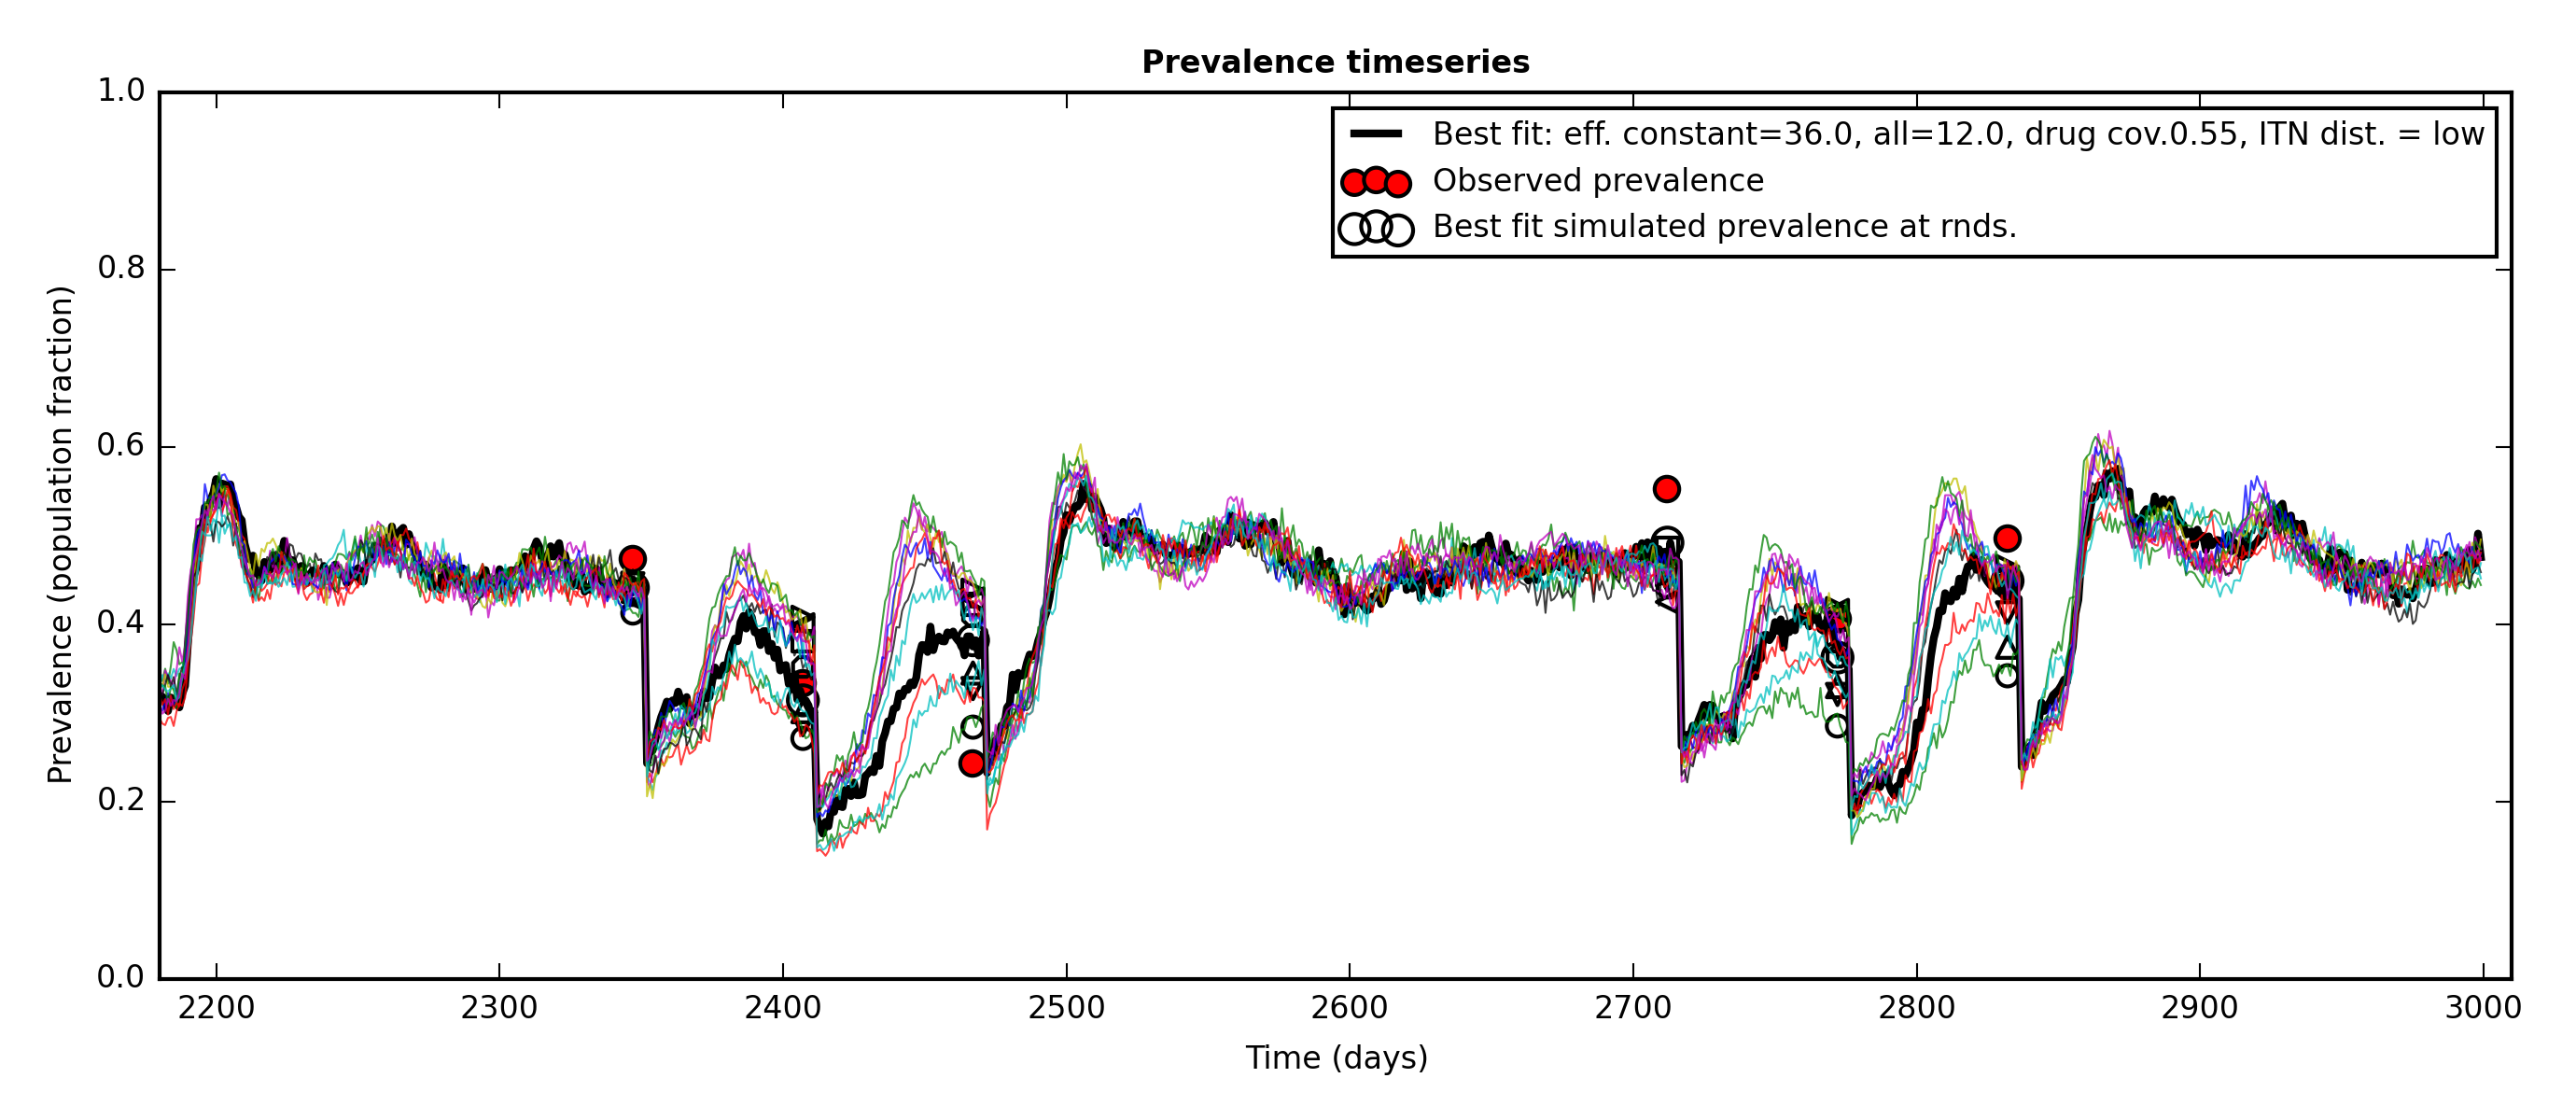 Prevalence timeseries
1.0
0.8
0.6
0.4
0.2
0.0
Prevalence (population fraction)
Best fit: eff. constant=36.0, all=12.0, drug cov.0.55, ITN dist. = low
Observed prevalence
Best fit simulated prevalence at rnds.
2200 2300 2400 2500 2600 2700 2800 2900 3000
Time (days)